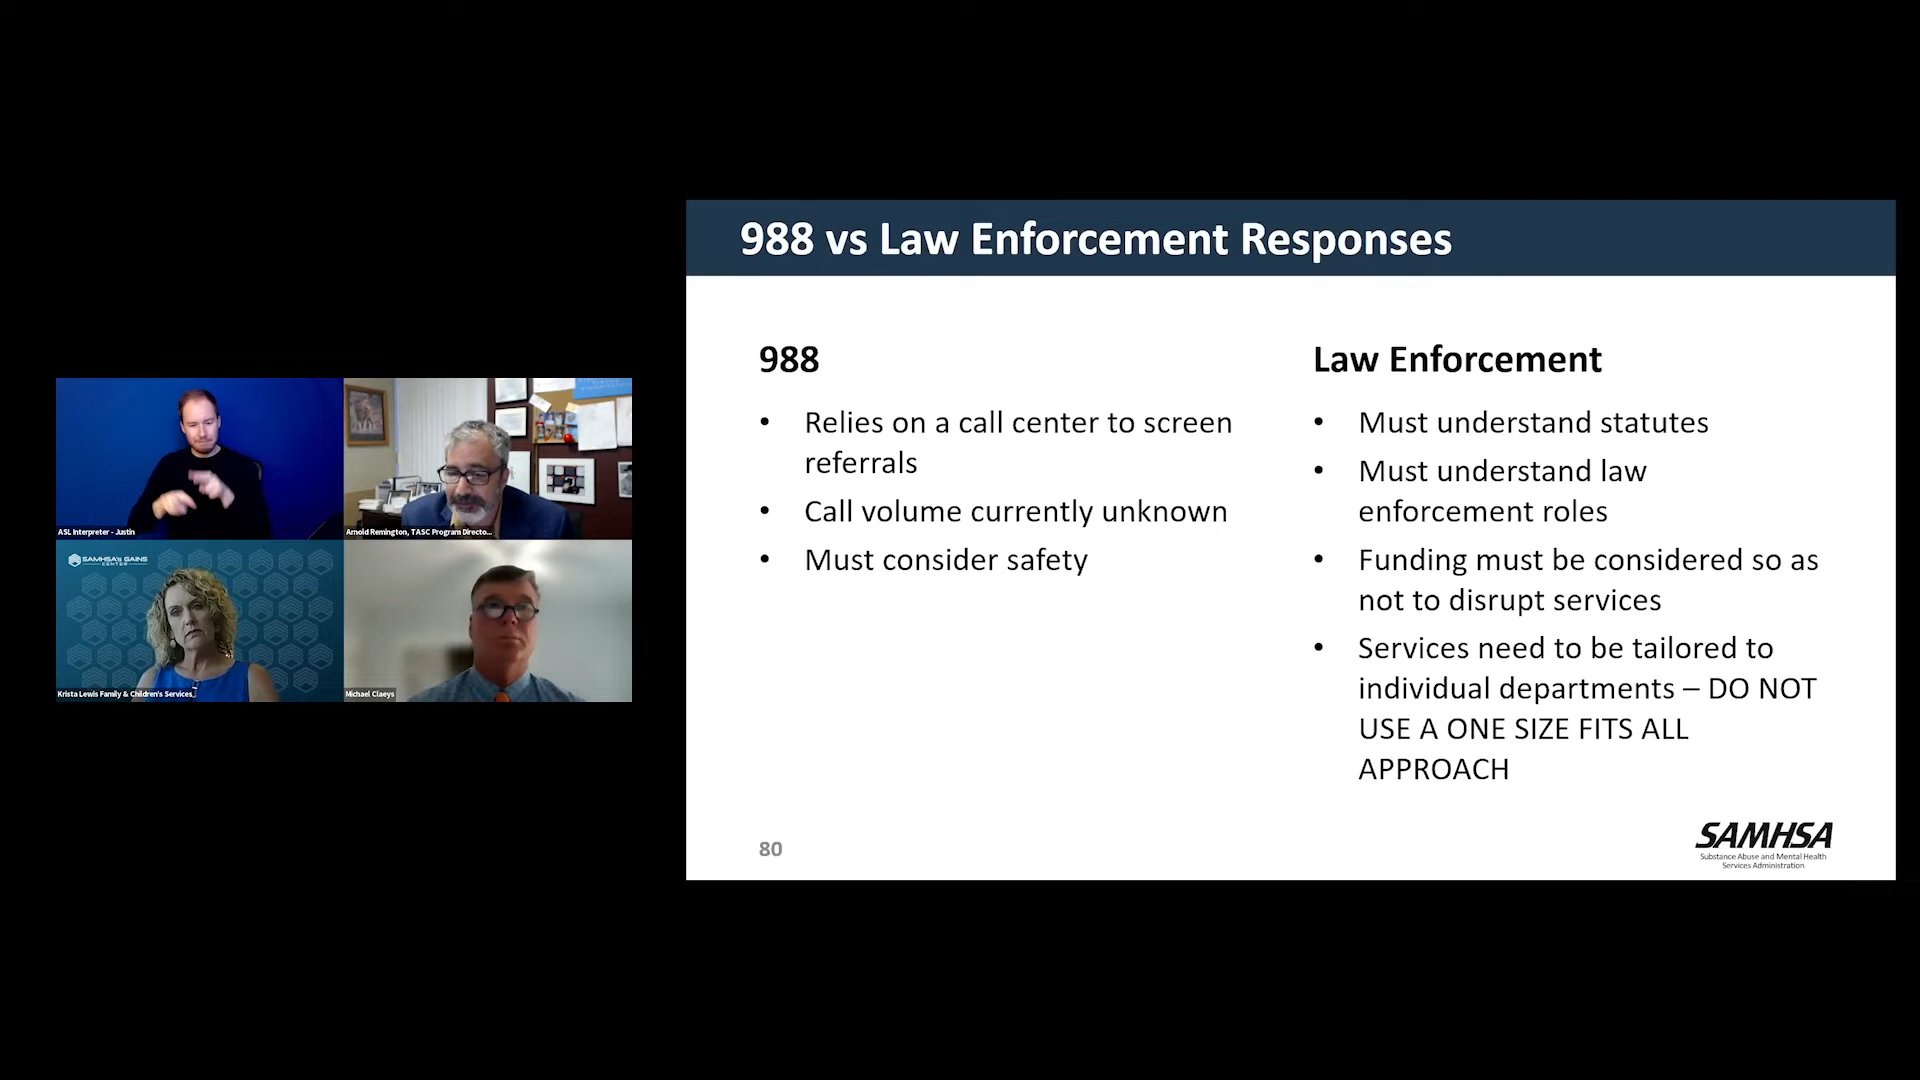 988 vs Law Enforcement Responses
988
• Relies on a call center to screen
referrals
• Call volume currently unknown
• Must consider safety
Law Enforcement
• Must understand statutes
• Must understand law
enforcement roles
• Funding must be considered so as
not to disrupt services
• Services need to be tailored to
individual departments – DO NOT
USE A ONE SIZE FITS ALL
APPROACH
80
SAMHSA
Substance Abuse and Mental Health
Services Administration
ASL Interpreter - Justin
Arnold Remington, TASC Program Directo...
SAMHSA's GAINS
CENTER
Krista Lewis Family & Children's Services
Michael Claeys